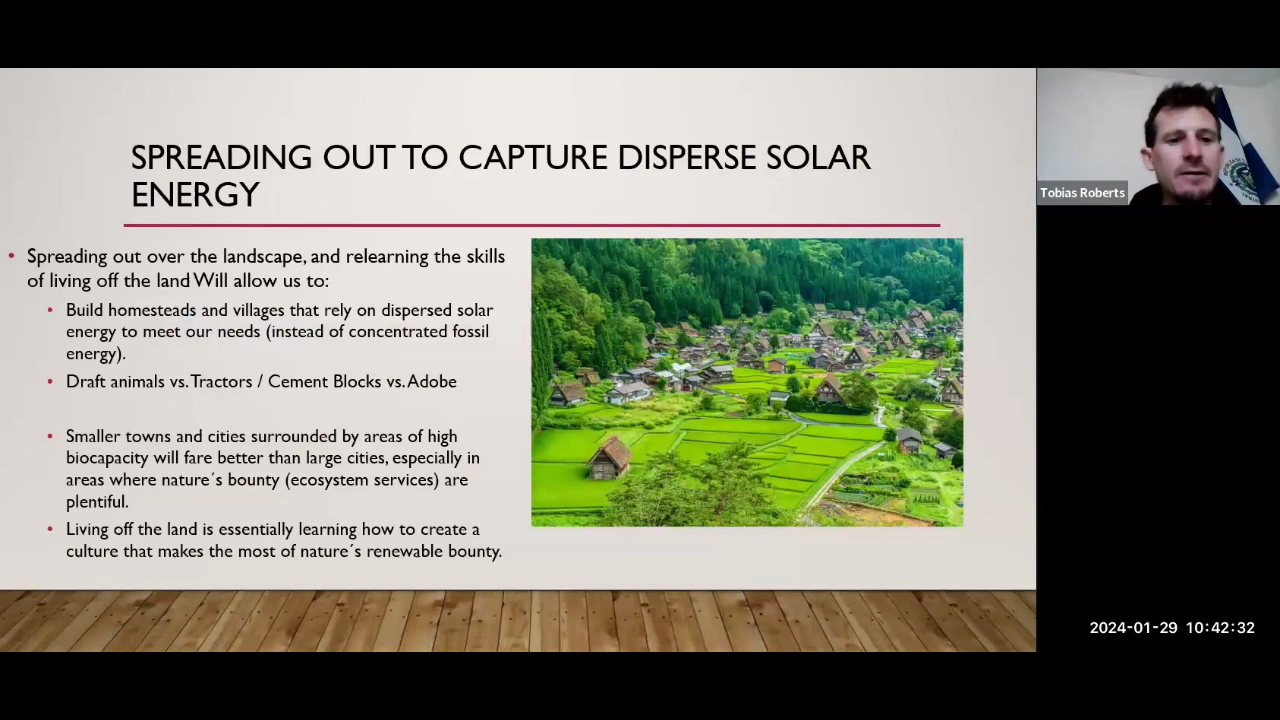 SPREADING OUT TO CAPTURE DISPERSE SOLAR
ENERGY
• Spreading out over the landscape, and relearning the skills
of living off the land Will allow us to:
• Build homesteads and villages that rely on dispersed solar
energy to meet our needs (instead of concentrated fossil
energy).
• Draft animals vs. Tractors / Cement Blocks vs. Adobe
• Smaller towns and cities surrounded by areas of high
biocapacity will fare better than large cities, especially in
areas where nature´s bounty (ecosystem services) are
plentiful.
• Living off the land is essentially learning how to create a
culture that makes the most of nature´s renewable bounty.
Tobias Roberts
2024-01-29 10:42:32